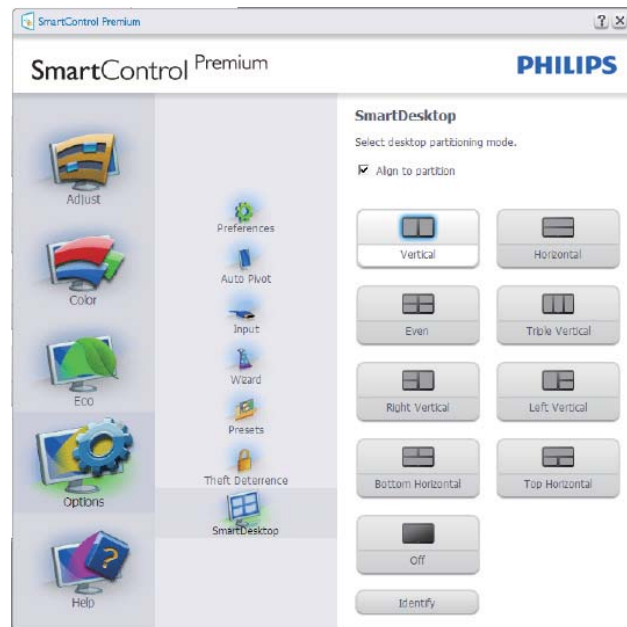 SmartControl Premium
SmartControl Premium
PHILIPS
Adjust
Color
Eco
Options
Help
Preferences
Auto Pivot
Input
Wizard
Presets
Theft Deterrence
SmartDesktop
SmartDesktop
Select desktop partitioning mode.
Align to partition
Vertical
Horizontal
Even
Triple Vertical
Right Vertical
Left Vertical
Bottom Horizontal
Top Horizontal
Off
Identify